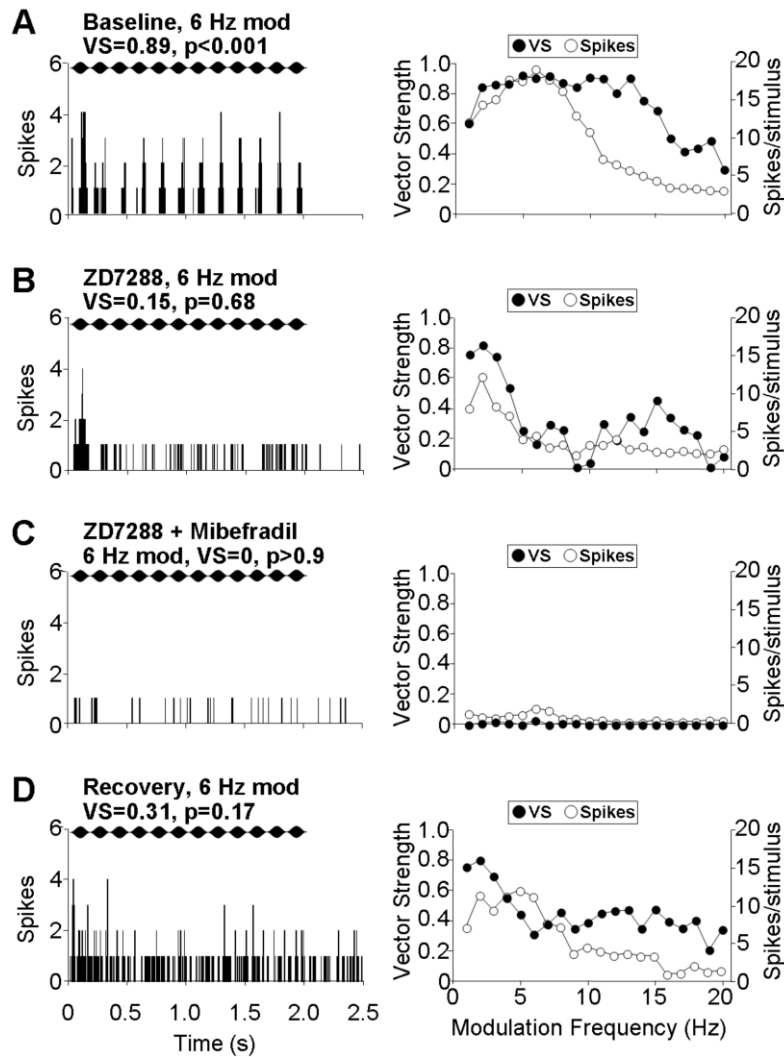 A
Baseline, 6 Hz mod
VS=0.89, p<0.001
6
4
2
0
Spikes
VS Spikes
1.0
0.8
0.6
0.4
0.2
0
Vector Strength
20
15
10
5
0
Spikes/stimulus
B
ZD7288, 6 Hz mod
VS=0.15, p=0.68
6
4
2
0
Spikes
VS Spikes
1.0
0.8
0.6
0.4
0.2
0
Vector Strength
20
15
10
5
0
Spikes/stimulus
C
ZD7288 + Mibefradil
6 Hz mod, VS=0, p>0.9
6
4
2
0
Spikes
VS Spikes
1.0
0.8
0.6
0.4
0.2
0
Vector Strength
20
15
10
5
0
Spikes/stimulus
D
Recovery, 6 Hz mod
VS=0.31, p=0.17
6
4
2
0
Spikes
0 0.5 1.0 1.5 2.0 2.5
Time (s)
VS Spikes
1.0
0.8
0.6
0.4
0.2
0
Vector Strength
20
15
10
5
0
Spikes/stimulus
0 5 10 15 20
Modulation Frequency (Hz)